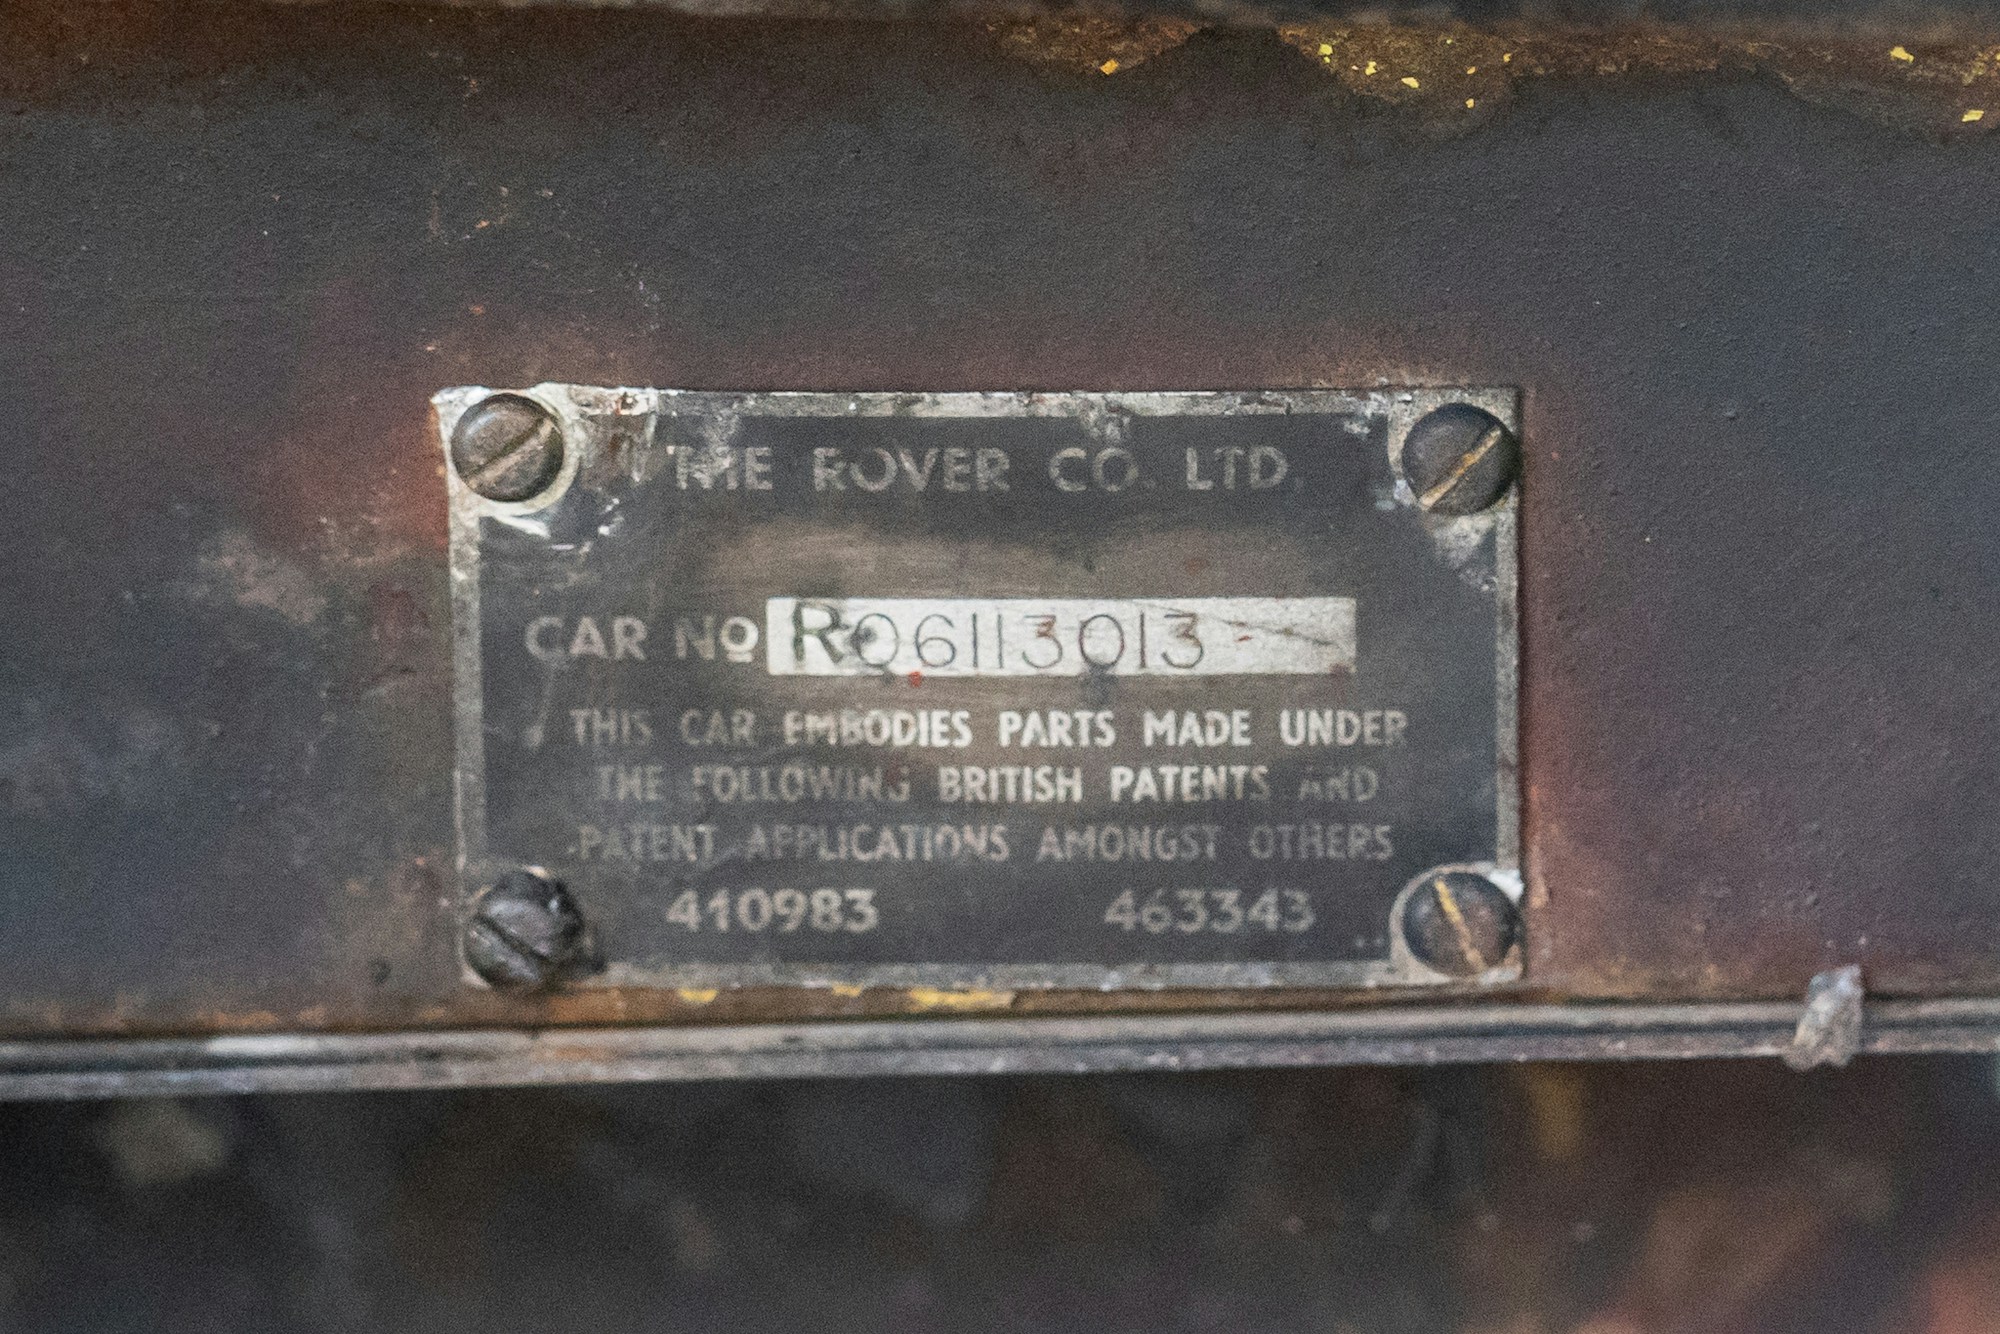 THE ROVER CO. LTD.
CAR Nº R06113013
THIS CAR EMBODIES PARTS MADE UNDER
THE FOLLOWING BRITISH PATENTS AND
PATENT APPLICATIONS AMONGST OTHERS
410983 463343